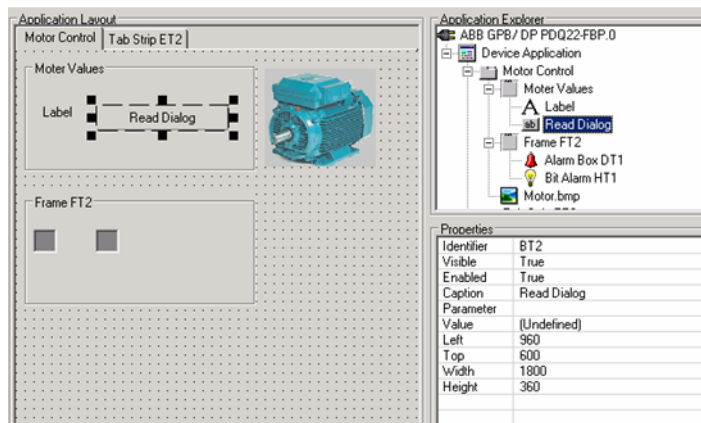 Application Layout
Motor Control
Tab Strip ET2
Moter Values
Label
Read Dialog
Frame FT2
Application Explorer
ABB GPB/ DP PDQ22-FBP.0
Device Application
Motor Control
Moter Values
A Label
ab Read Dialog
Frame FT2
Alarm Box DT1
Bit Alarm HT1
Motor.bmp
Properties
Identifier BT2
Visible True
Enabled True
Caption Read Dialog
Parameter
Value (Undefined)
Left 960
Top 600
Width 1800
Height 360